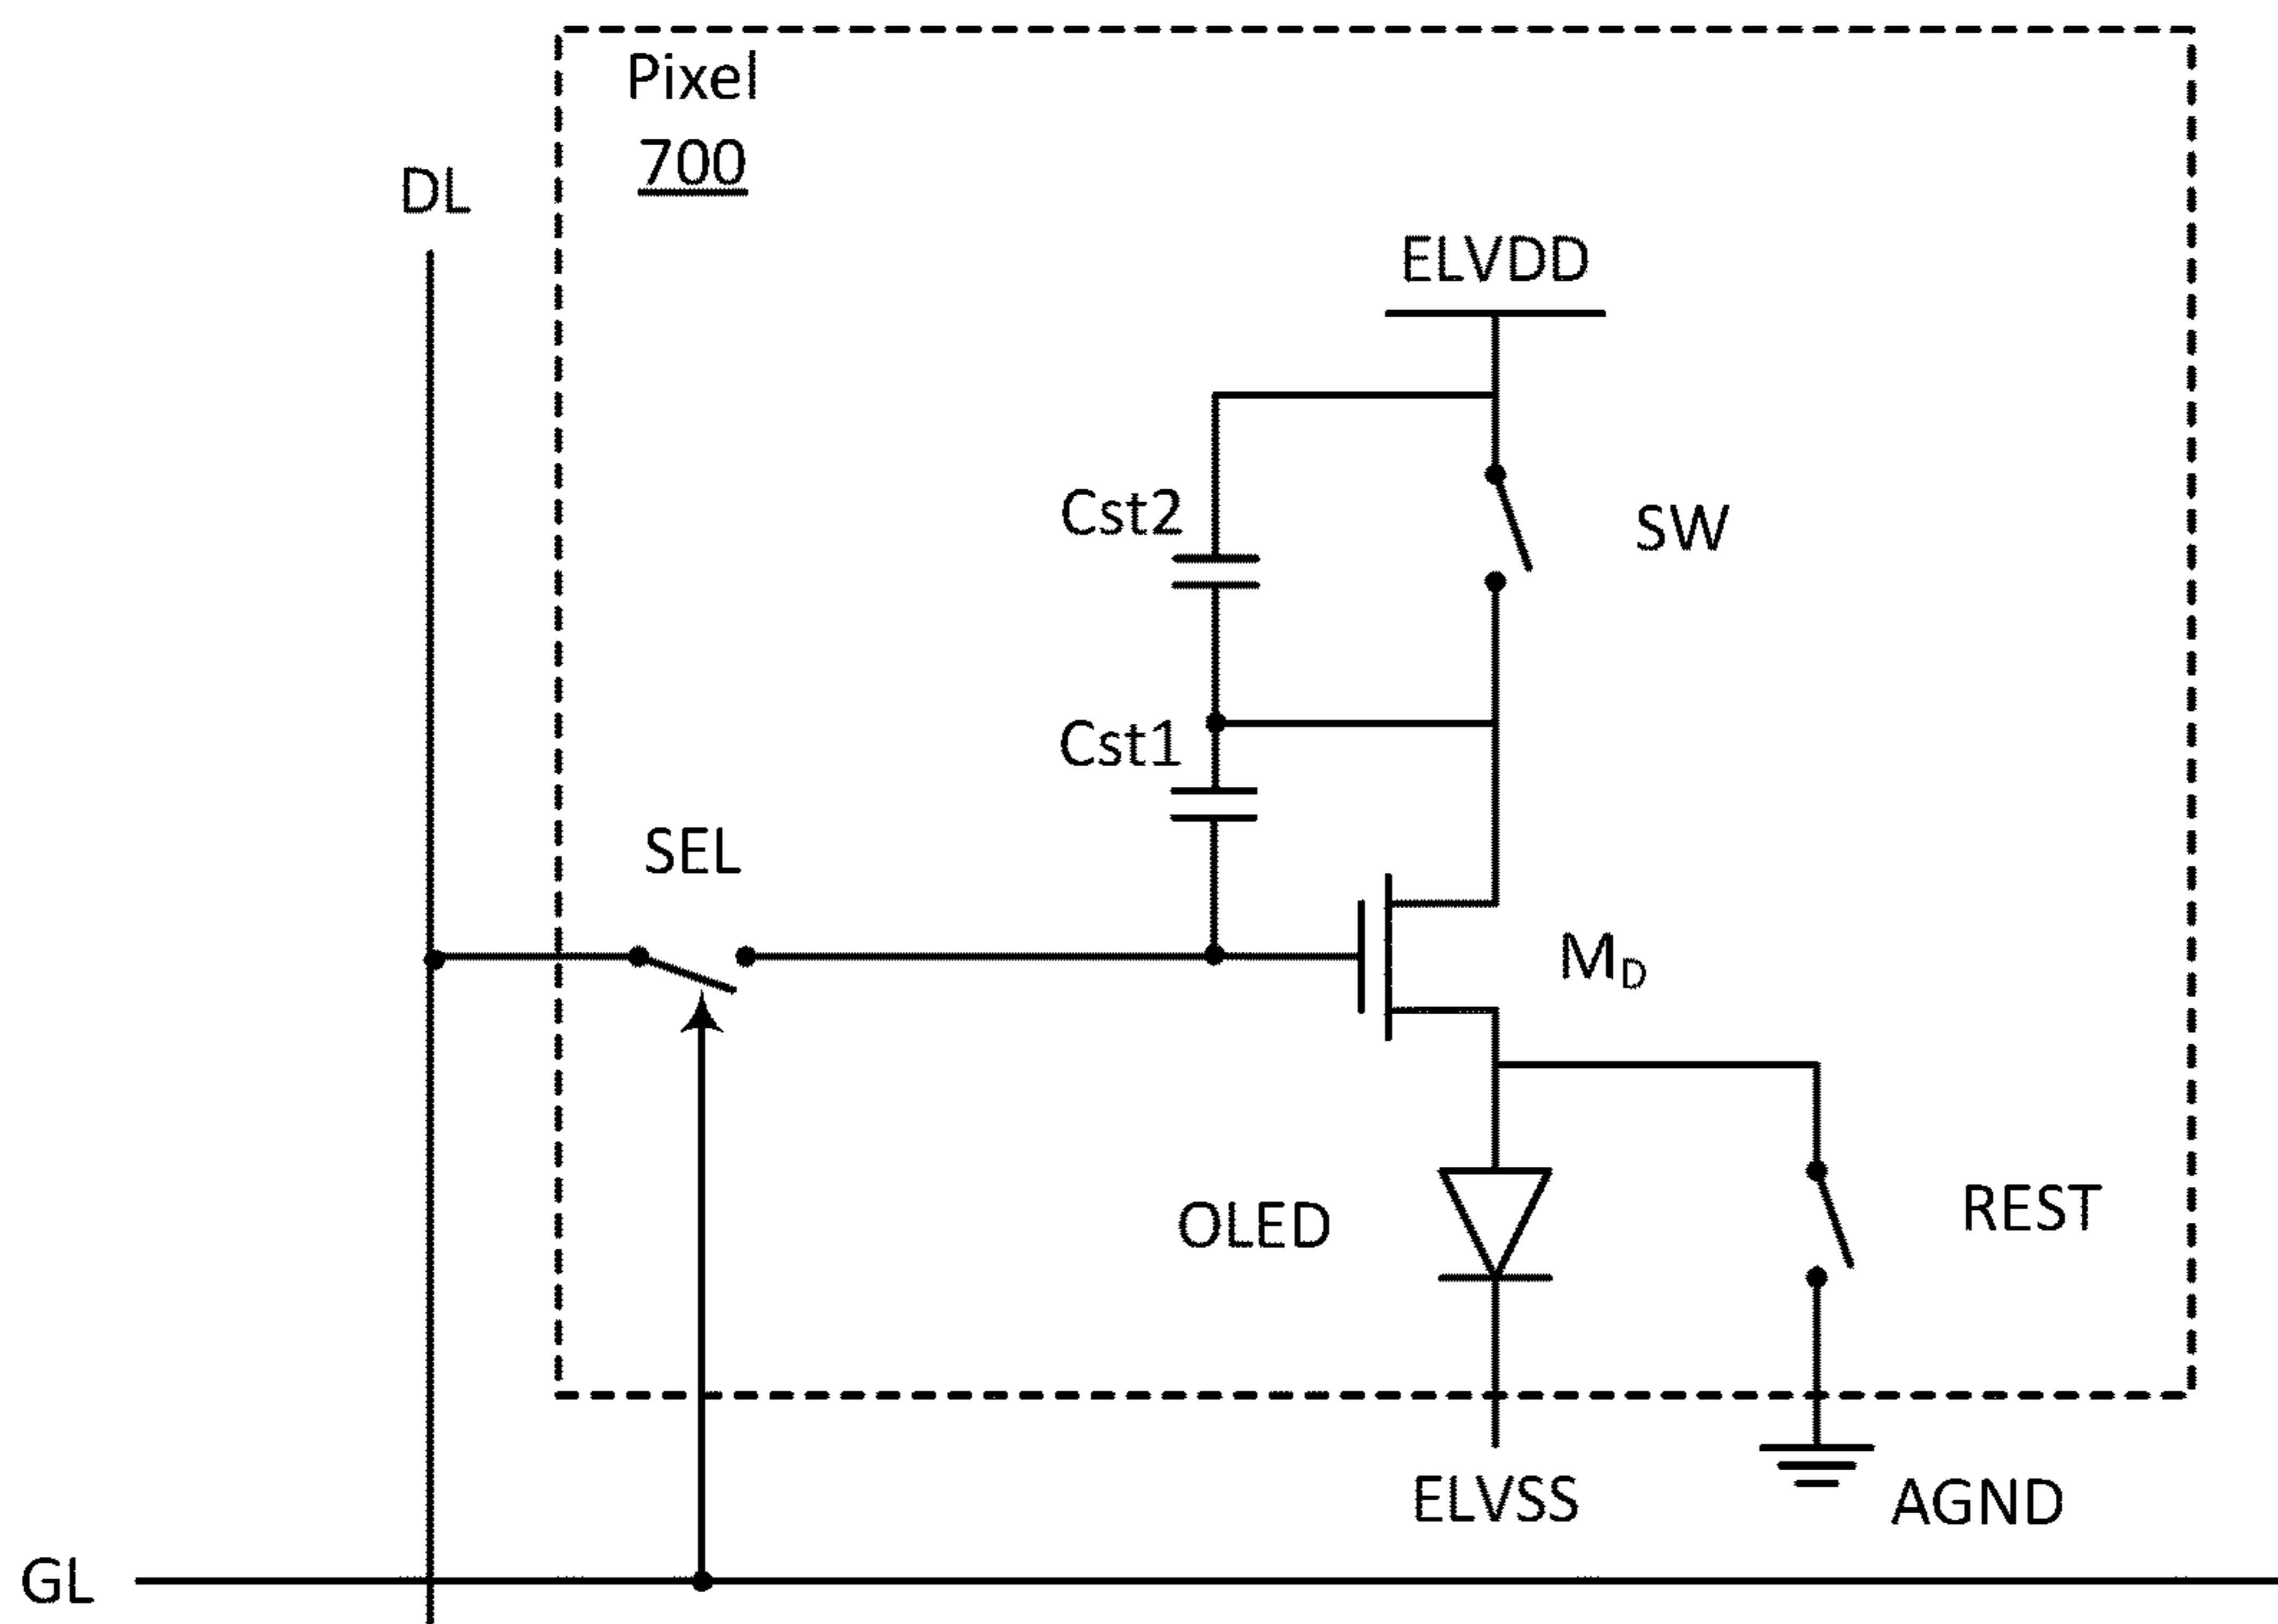 Pixel
700
DL
ELVDD
Cst2
SW
Cst1
SEL
MD
OLED
REST
ELVSS
AGND
GL